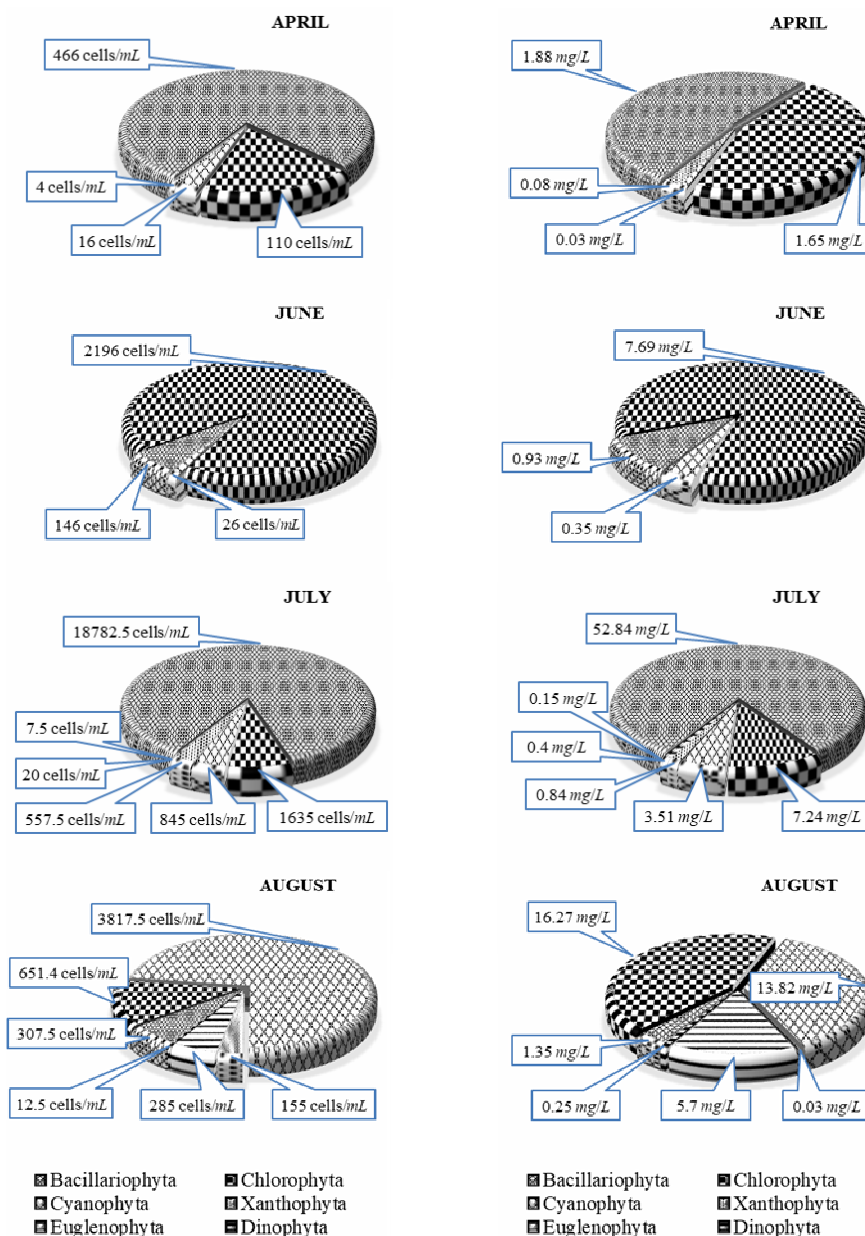 APRIL
466 cells/mL
4 cells/mL
16 cells/mL
110 cells/mL
APRIL
1.88 mg/L
0.08 mg/L
0.03 mg/L
1.65 mg/L
JUNE
2196 cells/mL
146 cells/mL
26 cells/mL
JUNE
7.69 mg/L
0.93 mg/L
0.35 mg/L
JULY
18782.5 cells/mL
7.5 cells/mL
20 cells/mL
557.5 cells/mL
845 cells/mL
1635 cells/mL
JULY
52.84 mg/L
0.15 mg/L
0.4 mg/L
0.84 mg/L
3.51 mg/L
7.24 mg/L
AUGUST
3817.5 cells/mL
651.4 cells/mL
307.5 cells/mL
12.5 cells/mL
285 cells/mL
155 cells/mL
AUGUST
16.27 mg/L
13.82 mg/L
1.35 mg/L
0.25 mg/L
5.7 mg/L
0.03 mg/L
Bacillariophyta
Chlorophyta
Cyanophyta
Xanthophyta
Euglenophyta
Dinophyta
Bacillariophyta
Chlorophyta
Cyanophyta
Xanthophyta
Euglenophyta
Dinophyta